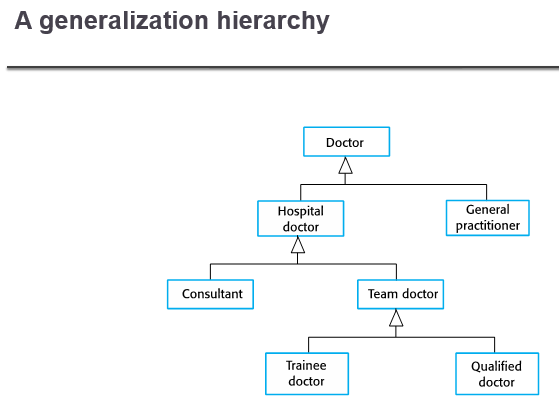 A generalization hierarchy
Doctor
Hospital
doctor
General
practitioner
Consultant
Team doctor
Trainee
doctor
Qualified
doctor